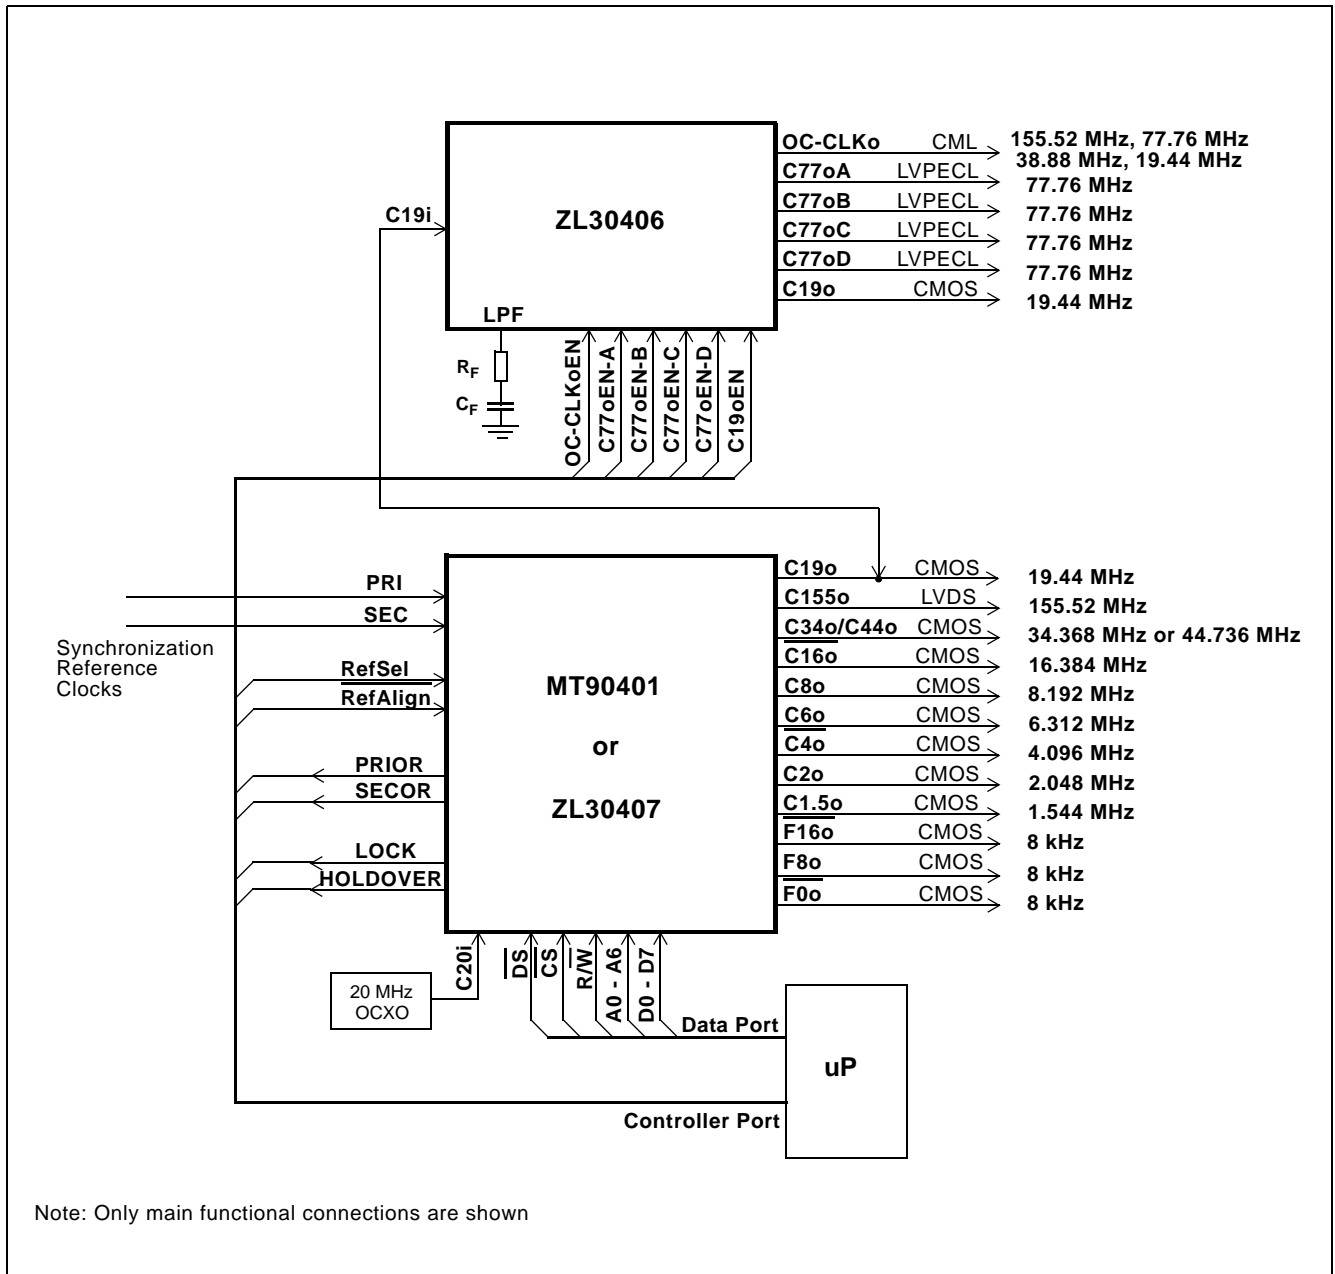 OC-CLKo CML 155.52 MHz, 77.76 MHz
38.88 MHz, 19.44 MHz
C77oA LVPECL 77.76 MHz
C77oB LVPECL 77.76 MHz
C77oC LVPECL 77.76 MHz
C77oD LVPECL 77.76 MHz
C19o CMOS 19.44 MHz
C19i
ZL30406
LPF
RF
CF
OC-CLKoEN
C77oEN-A
C77oEN-B
C77oEN-C
C77oEN-D
C19oEN
PRI
SEC
Synchronization
Reference
Clocks
RefSel
RefAlign
PRIOR
SECOR
LOCK
HOLDOVER
MT90401
or
ZL30407
C19o CMOS 19.44 MHz
C155o LVDS 155.52 MHz
C34o/C44o CMOS 34.368 MHz or 44.736 MHz
C16o CMOS 16.384 MHz
C8o CMOS 8.192 MHz
C6o CMOS 6.312 MHz
C4o CMOS 4.096 MHz
C2o CMOS 2.048 MHz
C1.5o CMOS 1.544 MHz
F16o CMOS 8 kHz
F8o CMOS 8 kHz
F0o CMOS 8 kHz
C20i
DS
CS
R/W
A0 - A6
D0 - D7
20 MHz
OCXO
Data Port
uP
Controller Port
Note: Only main functional connections are shown